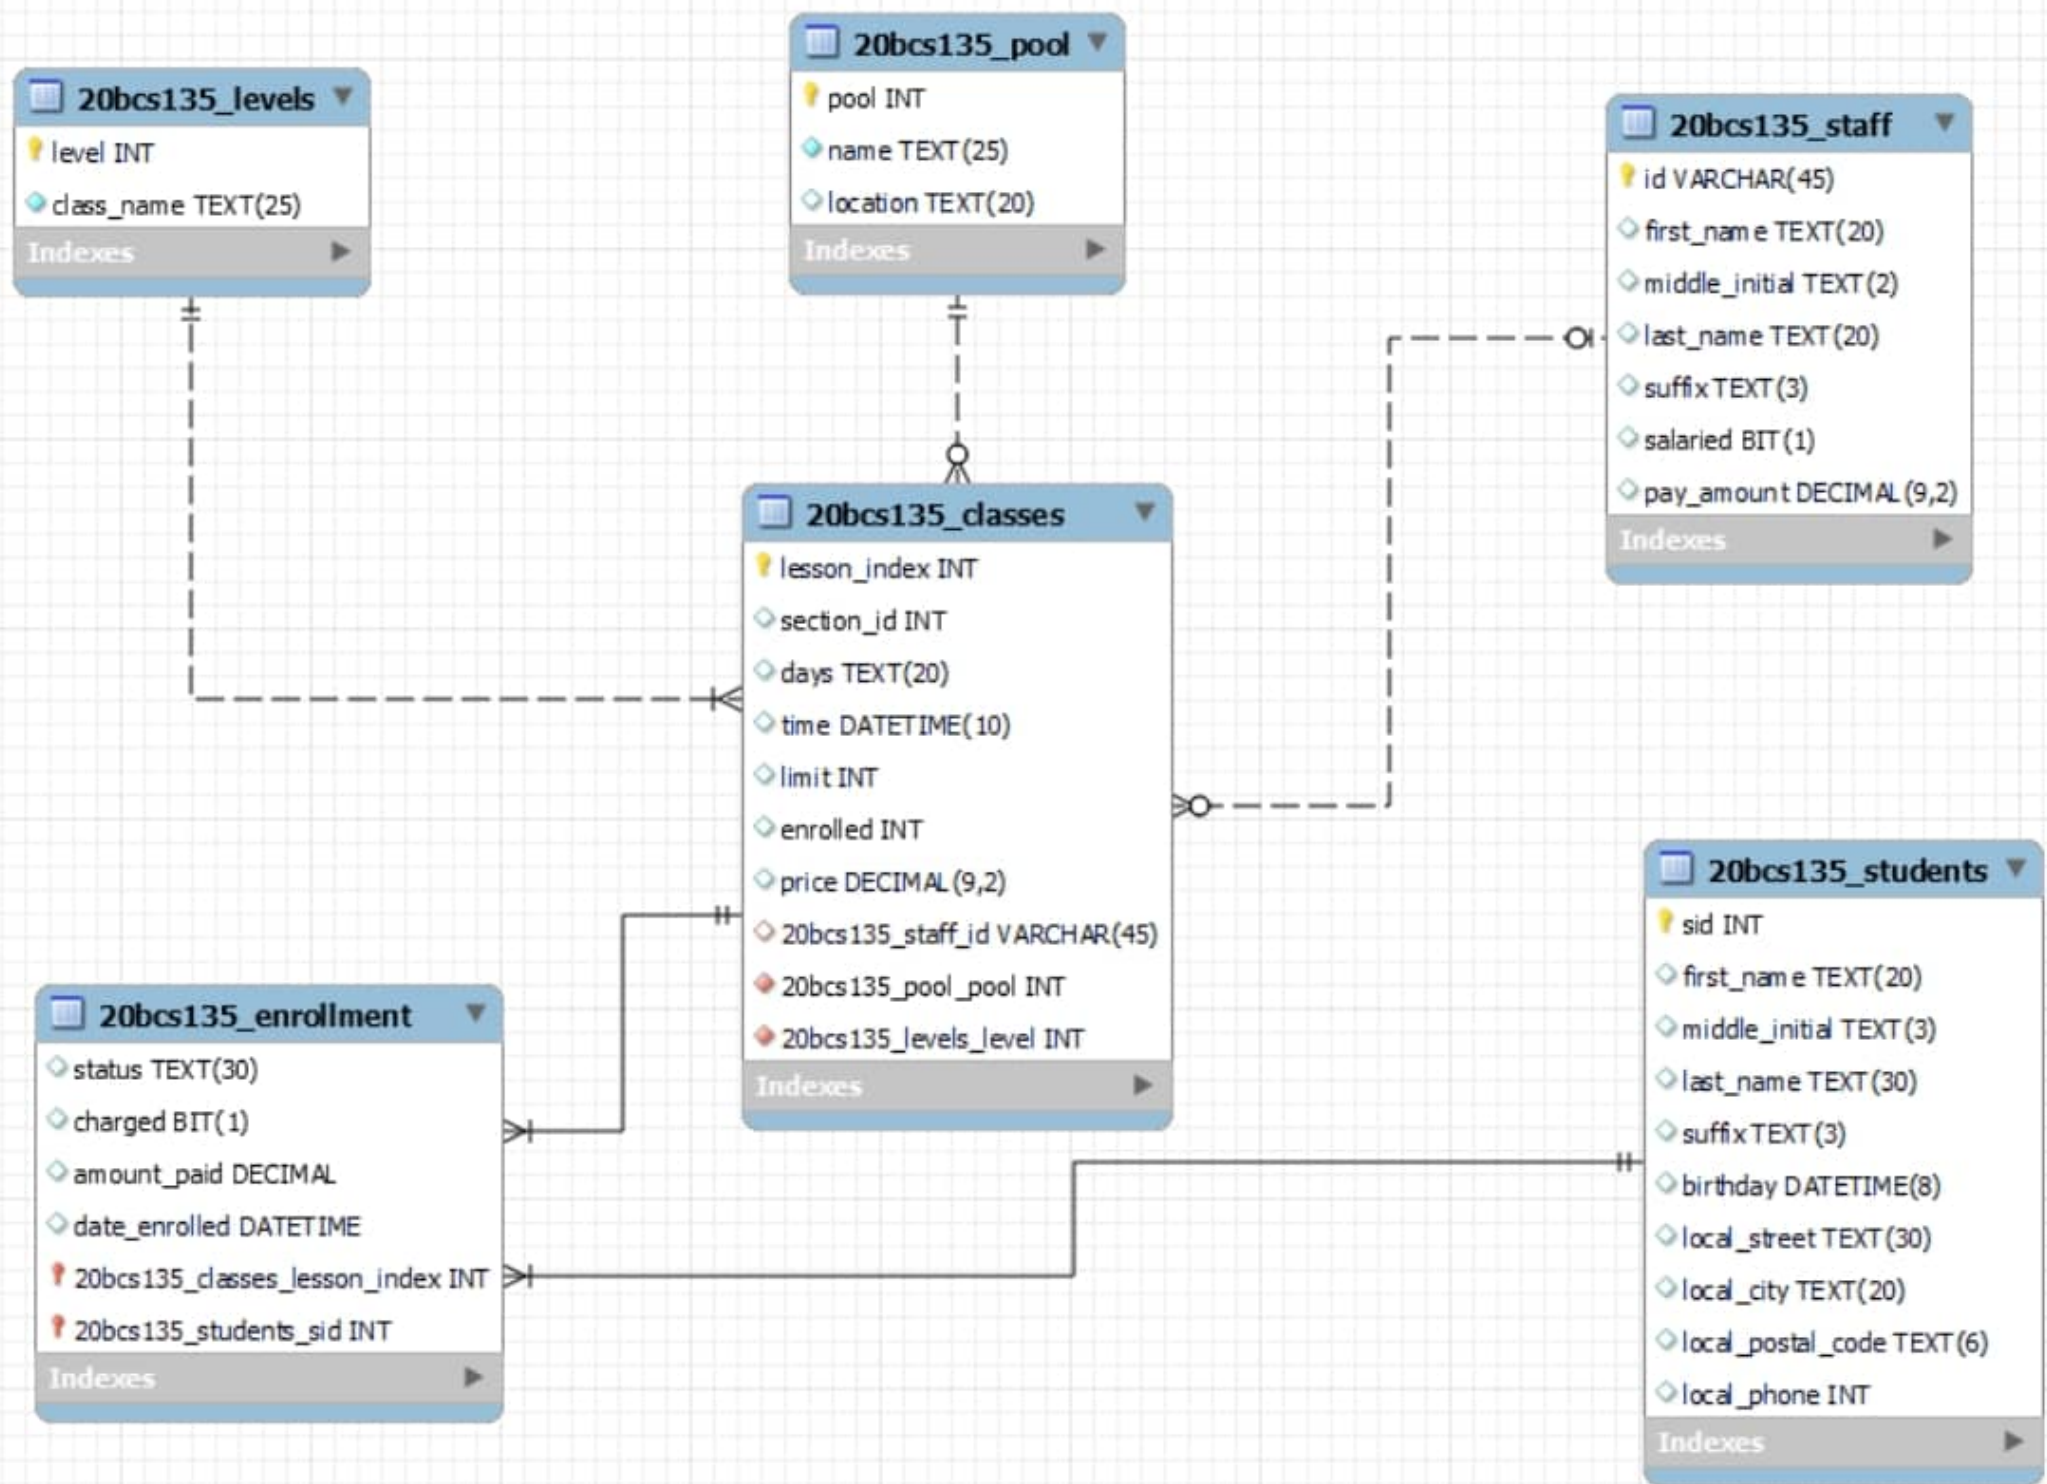 20bcs135_levels
level INT
class_name TEXT(25)
Indexes
20bcs135_pool
pool INT
name TEXT(25)
location TEXT(20)
Indexes
20bcs135_staff
id VARCHAR(45)
first_name TEXT(20)
middle_initial TEXT(2)
last_name TEXT(20)
suffix TEXT(3)
salaried BIT(1)
pay_amount DECIMAL(9,2)
Indexes
20bcs135_classes
lesson_index INT
section_id INT
days TEXT(20)
time DATETIME(10)
limit INT
enrolled INT
price DECIMAL(9,2)
20bcs135_staff_id VARCHAR(45)
20bcs135_pool_pool INT
20bcs135_levels_level INT
Indexes
20bcs135_enrollment
status TEXT(30)
charged BIT(1)
amount_paid DECIMAL
date_enrolled DATETIME
20bcs135_classes_lesson_index INT
20bcs135_students_sid INT
Indexes
20bcs135_students
sid INT
first_name TEXT(20)
middle_initial TEXT(3)
last_name TEXT(30)
suffix TEXT(3)
birthday DATETIME(8)
local_street TEXT(30)
local_city TEXT(20)
local_postal_code TEXT(6)
local_phone INT
Indexes